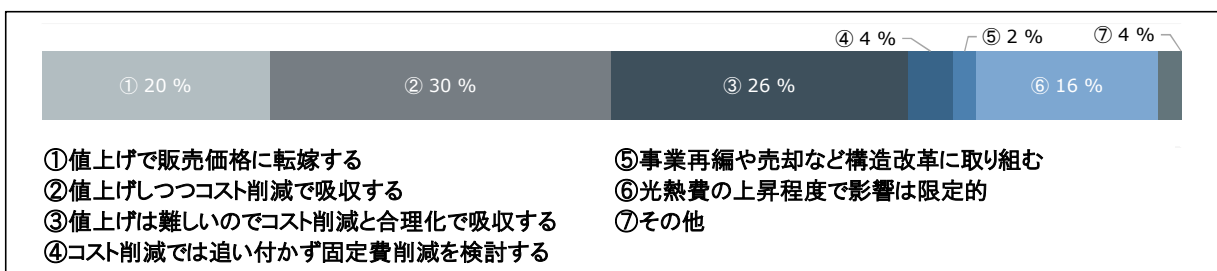 ④ 4 % ⑤ 2 % ⑦ 4 %
① 20 % ② 30 % ③ 26 % ⑥ 16 %
①値上げで販売価格に転嫁する
②値上げしつつコスト削減で吸収する
③値上げは難しいのでコスト削減と合理化で吸収する
④コスト削減では追い付かず固定費削減を検討する
⑤事業再編や売却など構造改革に取り組む
⑥光熱費の上昇程度で影響は限定的
⑦その他